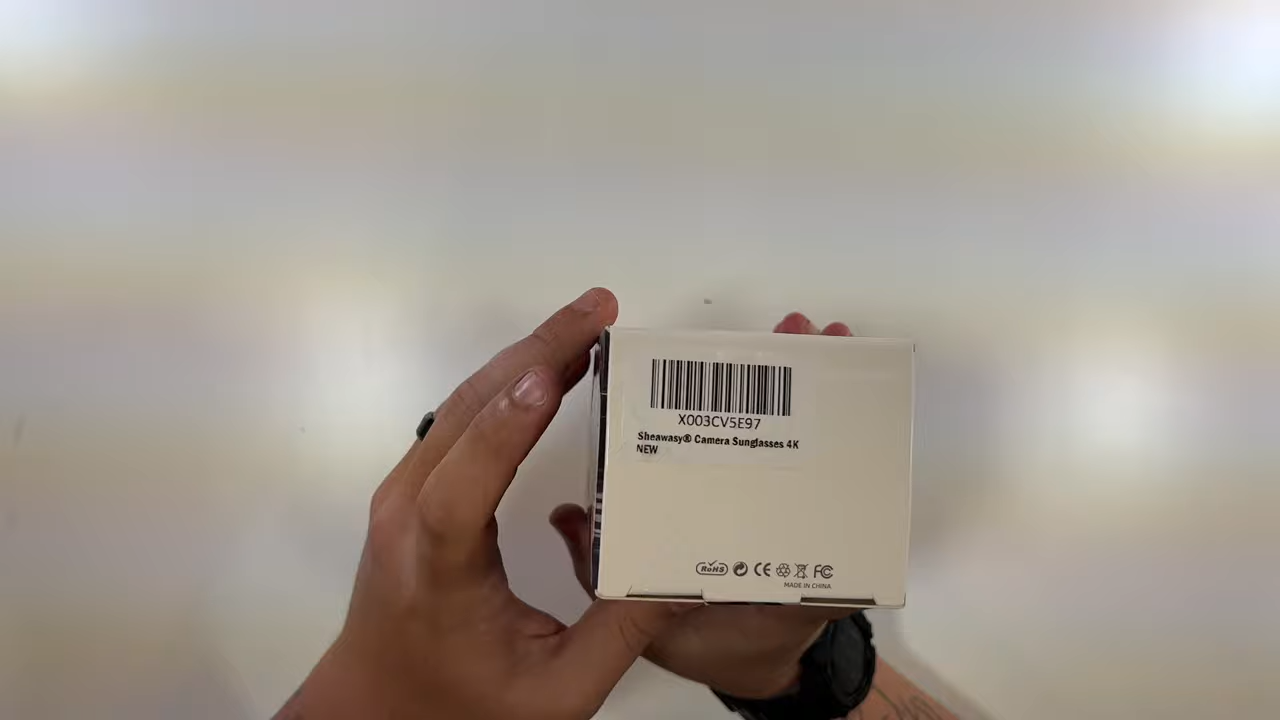 X003CV5E97
Sheawasy® Camera Sunglasses 4K
NEW
RoHS CE FC
MADE IN CHINA